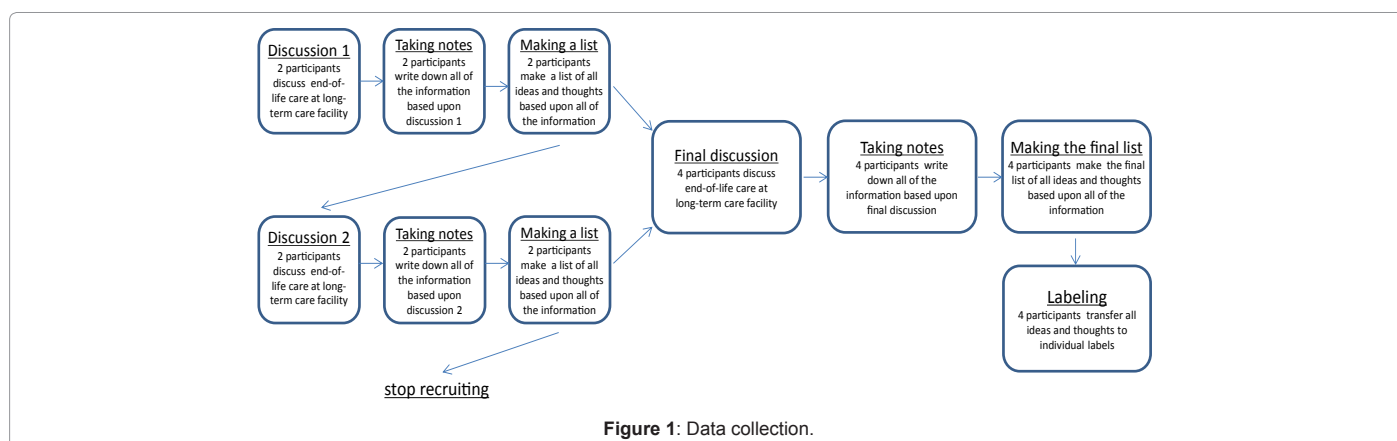 Discussion 1
2 participants
discuss end-of-
life care at long-
term care facility
Taking notes
2 participants
write down all of
the information
based upon
discussion 1
Making a list
2 participants
make a list of all
ideas and thoughts
based upon all of
the information
Discussion 2
2 participants
discuss end-of-
life care at long-
term care facility
Taking notes
2 participants
write down all of
the information
based upon
discussion 2
Making a list
2 participants
make a list of all
ideas and thoughts
based upon all of
the information
stop recruiting
Final discussion
4 participants discuss
end-of-life care at
long-term care facility
Taking notes
4 participants write
down all of the
information based upon
final discussion
Making the final list
4 participants make the final
list of all ideas and thoughts
based upon all of the
information
Labeling
4 participants transfer all
ideas and thoughts to
individual labels
Figure 1: Data collection.